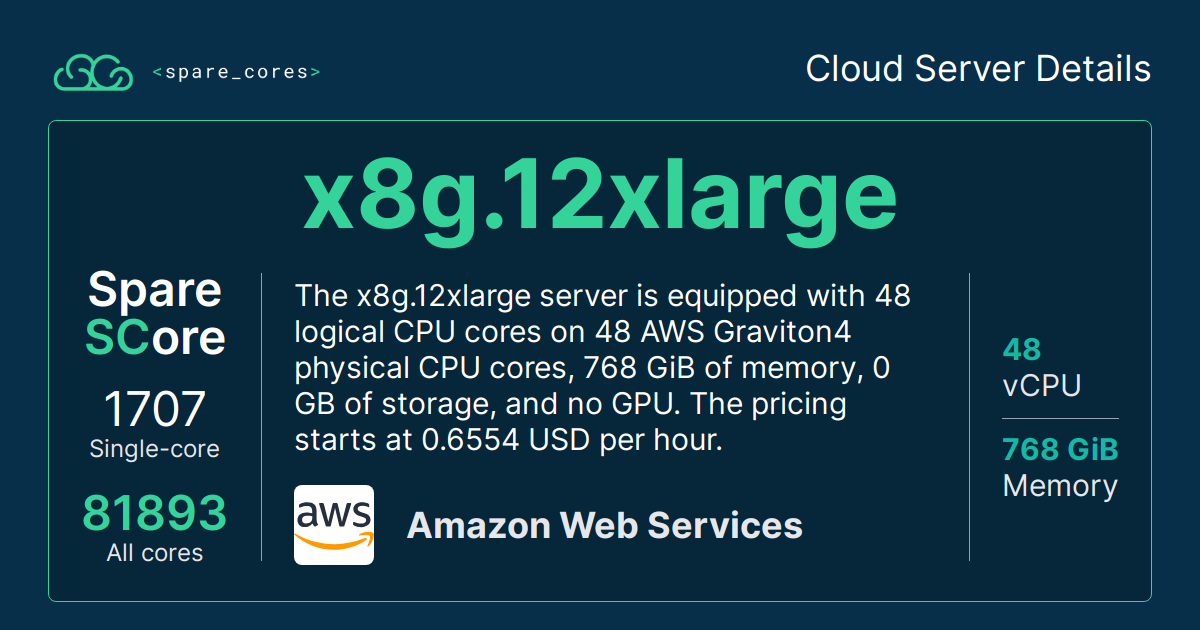 <spare_cores>
Cloud Server Details
x8g.12xlarge
Spare
SCore
1707
Single-core
81893
All cores
The x8g.12xlarge server is equipped with 48
logical CPU cores on 48 AWS Graviton4
physical CPU cores, 768 GiB of memory, 0
GB of storage, and no GPU. The pricing
starts at 0.6554 USD per hour.
aws
Amazon Web Services
48
vCPU
768 GiB
Memory